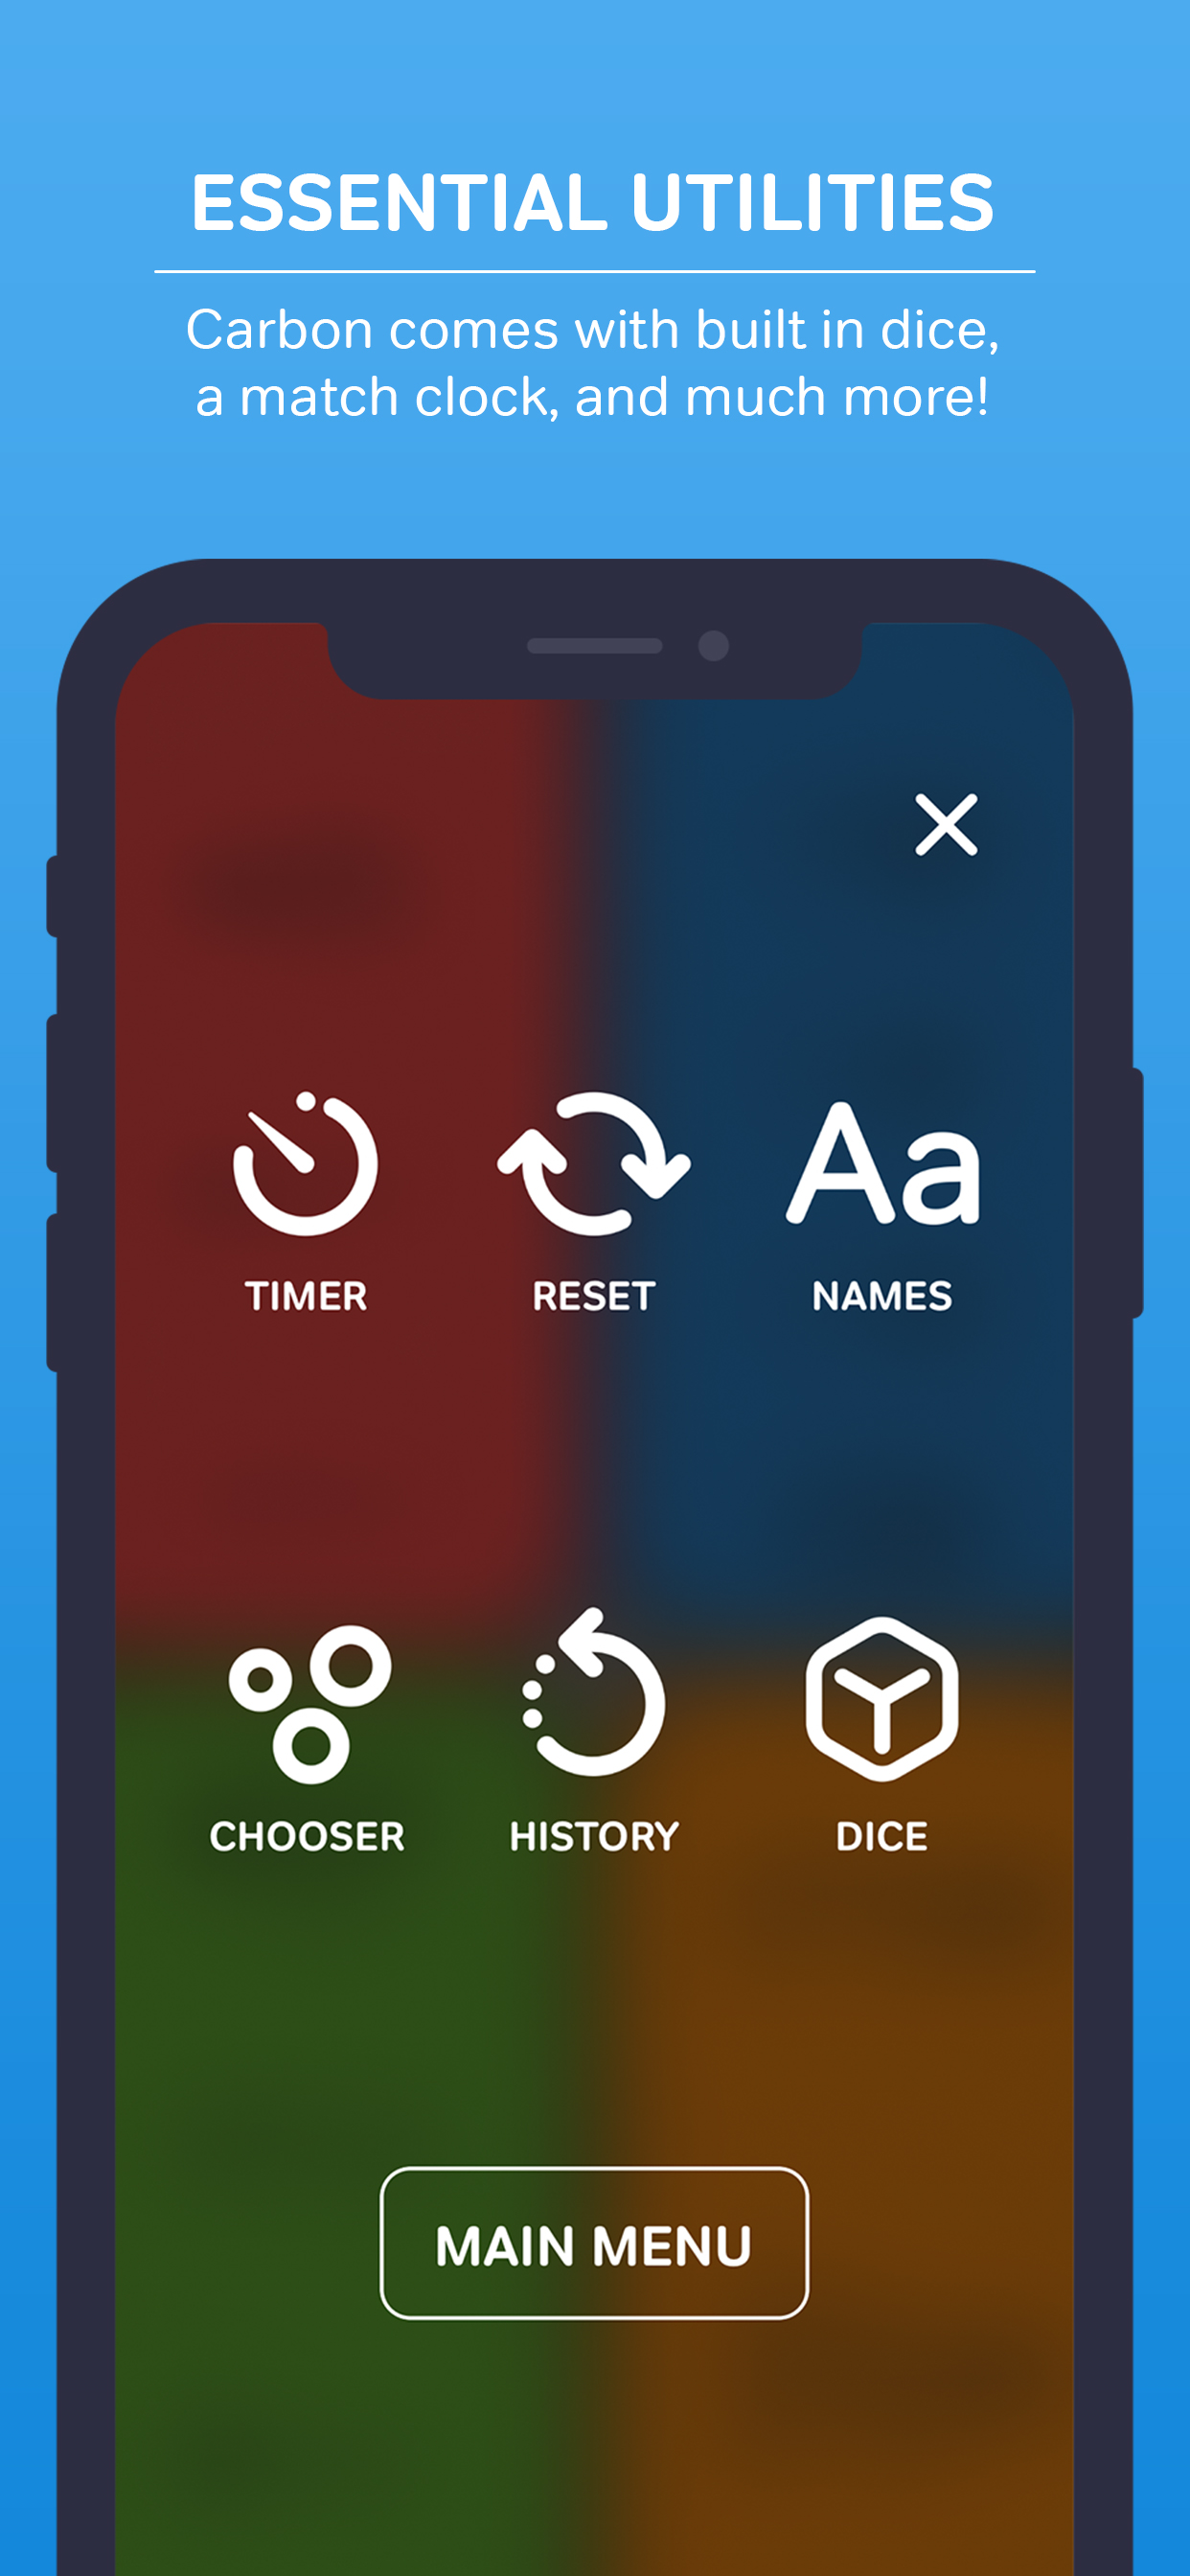 ESSENTIAL UTILITIES
Carbon comes with built in dice,
a match clock, and much more!
Aa
TIMER
RESET
NAMES
CHOOSER
HISTORY
DICE
MAIN MENU